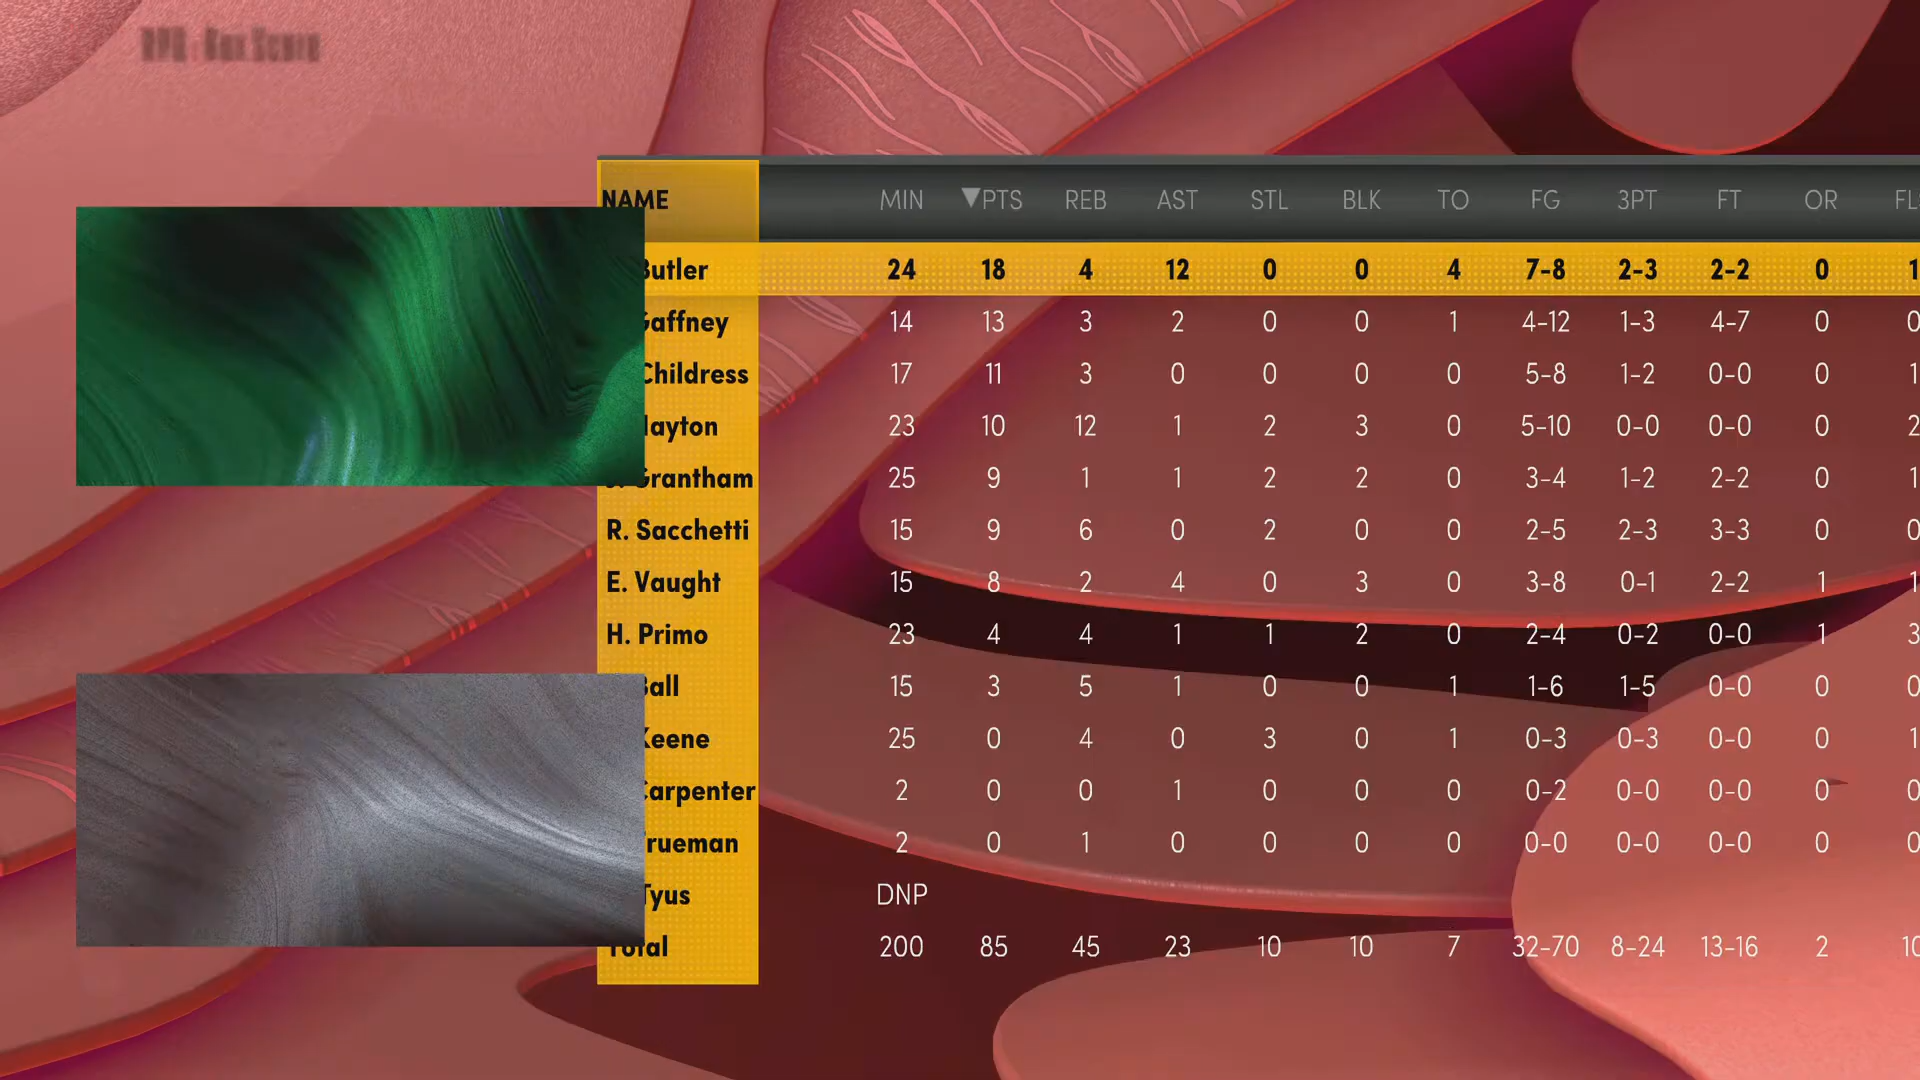 NAME MIN ▼PTS REB AST STL BLK TO FG 3PT FT OR
Butler 24 18 4 12 0 0 4 7-8 2-3 2-2 0 1
Gaffney 14 13 3 2 0 0 1 4-12 1-3 4-7 0 0
Childress 17 11 3 0 0 0 0 5-8 1-2 0-0 0 1
layton 23 10 12 1 2 3 0 5-10 0-0 0-0 0 2
Grantham 25 9 1 1 2 2 0 3-4 1-2 2-2 0 1
R. Sacchetti 15 9 6 0 2 0 0 2-5 2-3 3-3 0 0
E. Vaught 15 8 2 4 0 3 0 3-8 0-1 2-2 1 1
H. Primo 23 4 4 1 1 2 0 2-4 0-2 0-0 1 3
Ball 15 3 5 1 0 0 1 1-6 1-5 0-0 0 0
Keene 25 0 4 0 3 0 1 0-3 0-3 0-0 0 1
Carpenter 2 0 0 1 0 0 0 0-2 0-0 0-0 0 0
rueman 2 0 1 0 0 0 0 0-0 0-0 0-0 0 0
Tyus DNP
Total 200 85 45 23 10 10 7 32-70 8-24 13-16 2 10